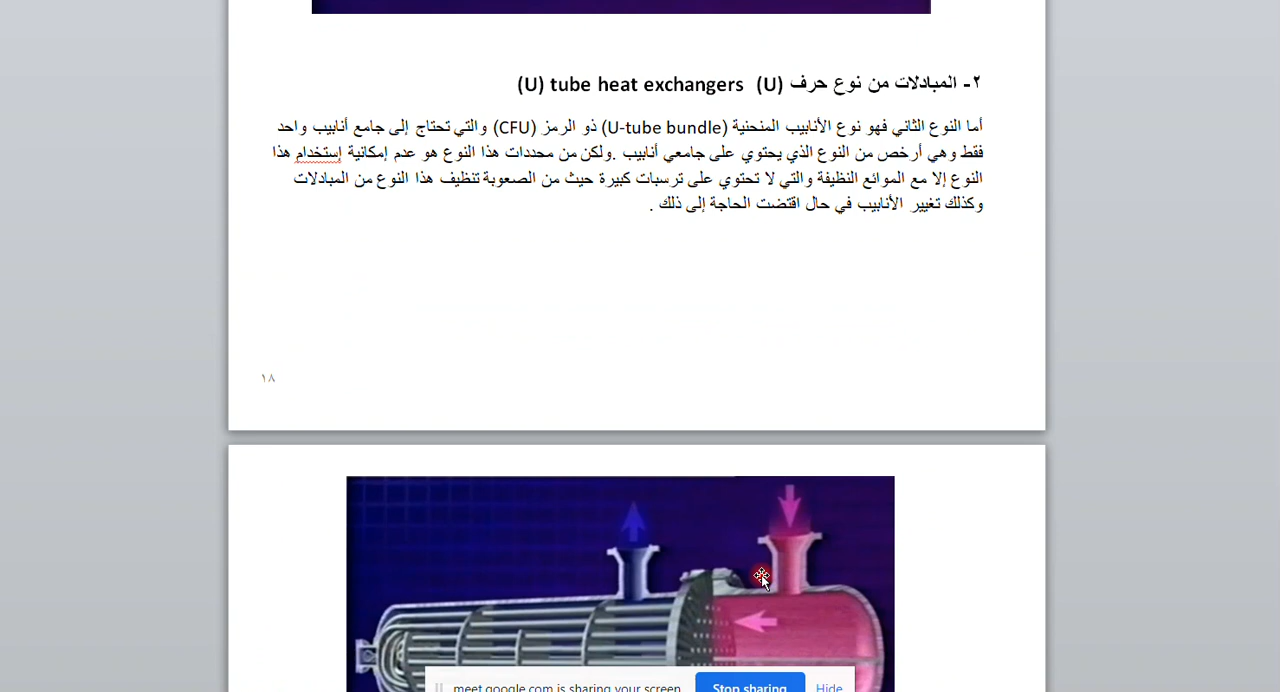 ٢- المبادلات من نوع حرف (U) (U) tube heat exchangers
أما النوع الثاني فهو نوع الأنابيب المنحنية (U-tube bundle) ذو الرمز (CFU) والتي تحتاج إلى جامع أنابيب واحد
فقط وهي أرخص من النوع الذي يحتوي على جامعي أنابيب .ولكن من محددات هذا النوع هو عدم إمكانية إستخدام هذا
النوع إلا مع الموائع النظيفة والتي لا تحتوي على ترسبات كبيرة حيث من الصعوبة تنظيف هذا النوع من المبادلات
وكذلك تغيير الأنابيب في حال اقتضت الحاجة إلى ذلك .
١٨
meet.google.com is sharing your screen. Stop sharing Hide